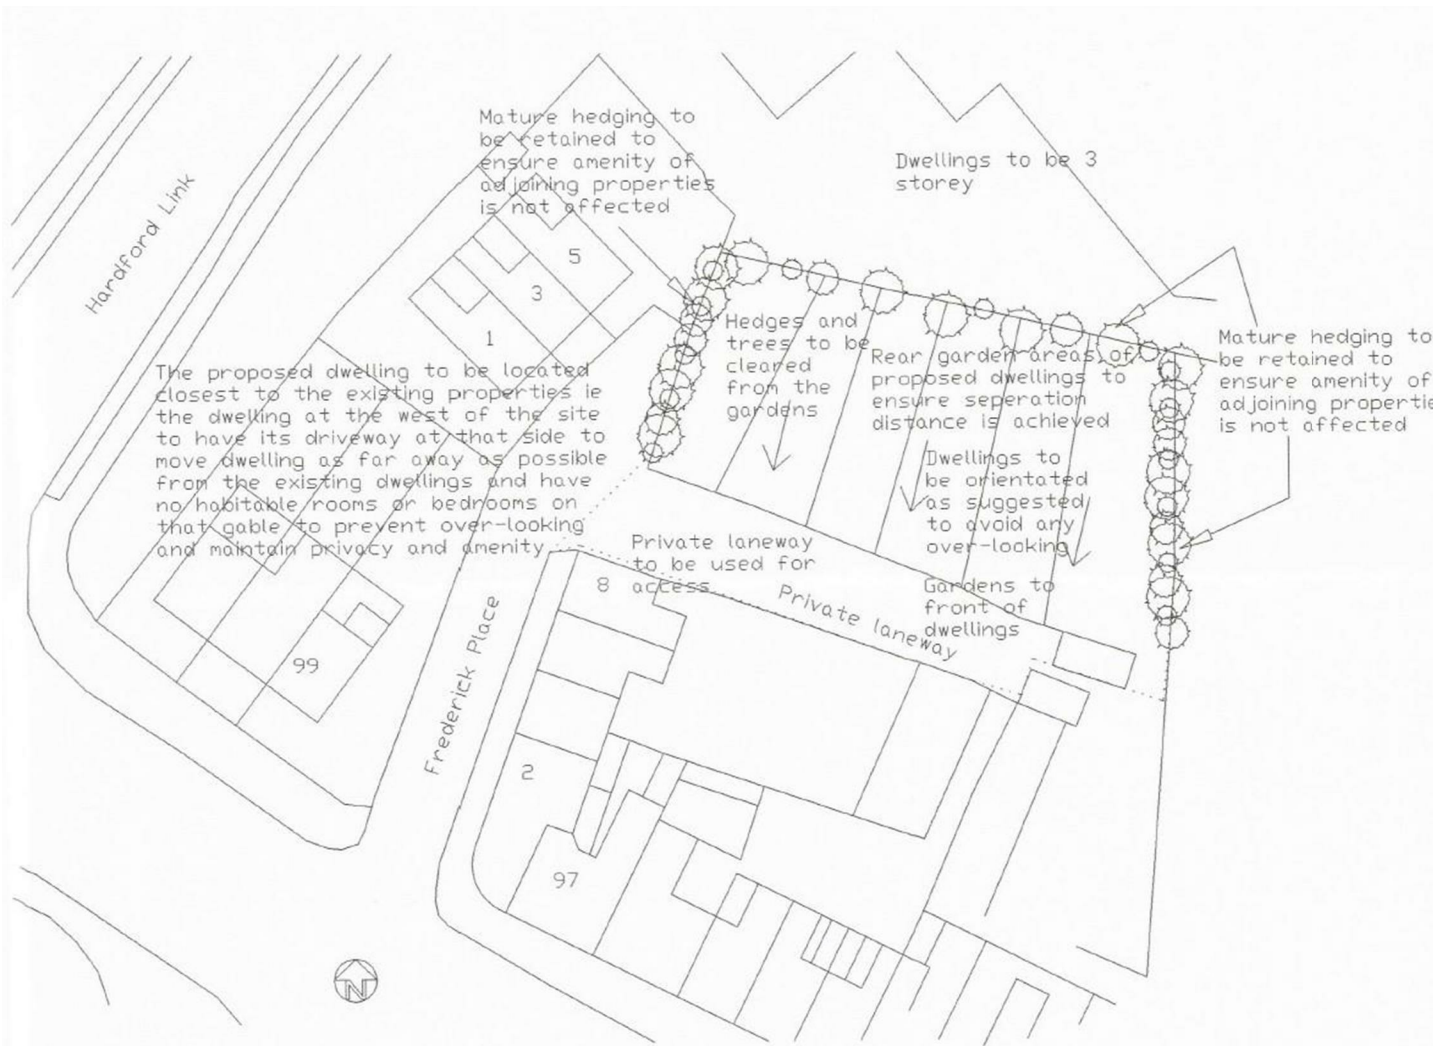 Mature hedging to
be retained to
ensure amenity of
adjoining properties
is not affected
Dwellings to be 3
storey
Hardford Link
5
3
1
Hedges and
trees to be
cleared
from the
gardens
Rear garden areas of
proposed dwellings to
ensure seperation
distance is achieved
Mature hedging to
be retained to
ensure amenity of
adjoining propertie
is not affected
The proposed dwelling to be located
closest to the existing properties ie
the dwelling at the west of the site
to have its driveway at that side to
move dwelling as far away as possible
from the existing dwellings and have
no habitable rooms or bedrooms on
that gable to prevent over-looking
and maintain privacy and amenity
Dwellings to
be orientated
as suggested
to avoid any
over-looking
Private laneway
to be used for
access
8
Private laneway
Gardens to
front of
dwellings
99
Frederick Place
2
97
N